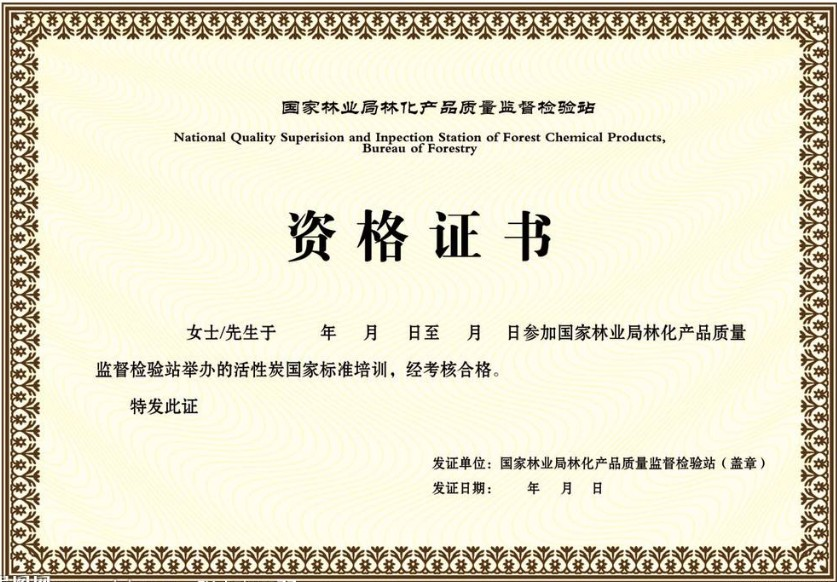 国家林业局林化产品质量监督检验站
National Quality Superision and Inpection Station of Forest Chemical Products,
Bureau of Forestry
资格证书
女士/先生于 年 月 日至 月 日参加国家林业局林化产品质量
监督检验站举办的活性炭国家标准培训，经考核合格。
特发此证
发证单位：国家林业局林化产品质量监督检验站（盖章）
发证日期： 年 月 日